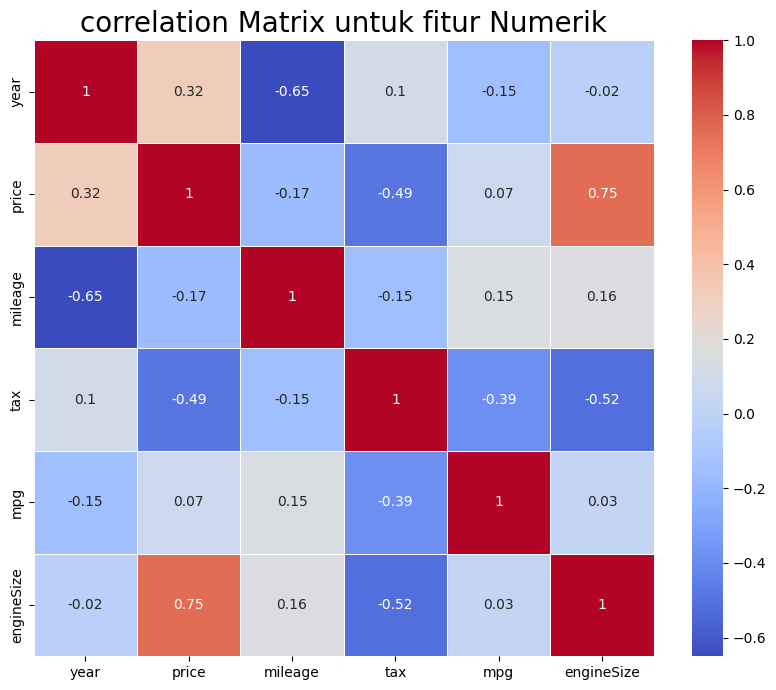 correlation Matrix untuk fitur Numerik
year 1 0.32 -0.65 0.1 -0.15 -0.02
price 0.32 1 -0.17 -0.49 0.07 0.75
mileage -0.65 -0.17 1 -0.15 0.15 0.16
tax 0.1 -0.49 -0.15 1 -0.39 -0.52
mpg -0.15 0.07 0.15 -0.39 1 0.03
engineSize -0.02 0.75 0.16 -0.52 0.03 1
year price mileage tax mpg engineSize
1.0
0.8
0.6
0.4
0.2
0.0
−0.2
−0.4
−0.6